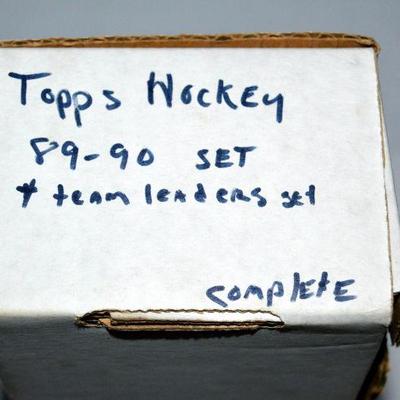 Topps Hockey
89-90 SET
+ team leaders set
complete